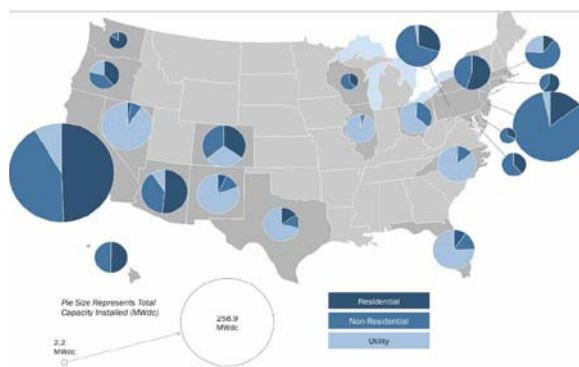 Pie Size Represents Total
Capacity Installed (MWdc)
2.2
MWdc
258.9
MWdc
Residential
Non-Residential
Utility